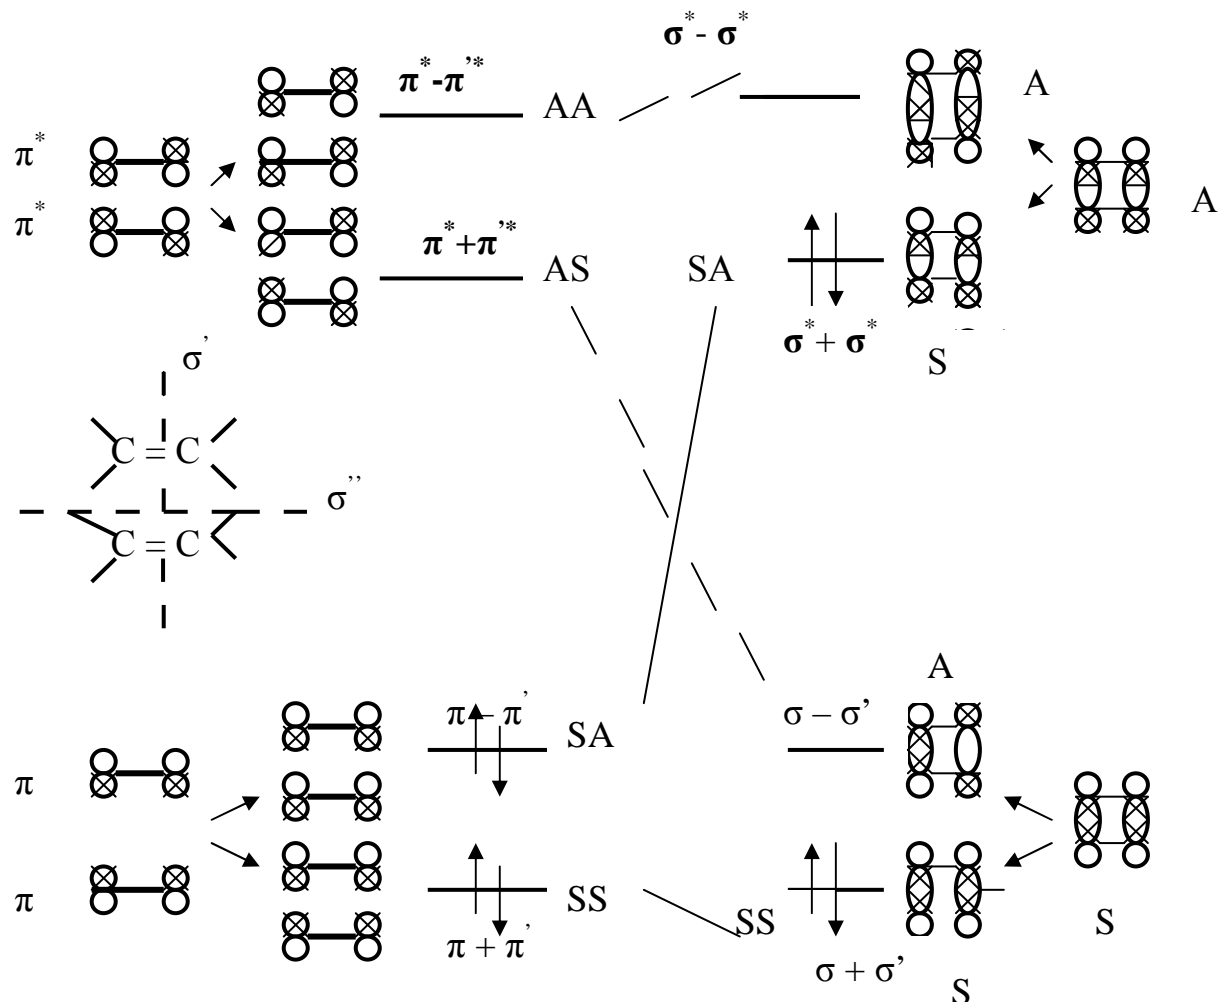 σ* - σ*
π* - π'*
AA
A
π*
A
π*
π* + π'*
AS
SA
σ* + σ*
S
σ'
C = C
σ''
C = C
A
π – π'
SA
σ – σ'
π
π
SS
SS
S
π + π'
σ + σ'
S